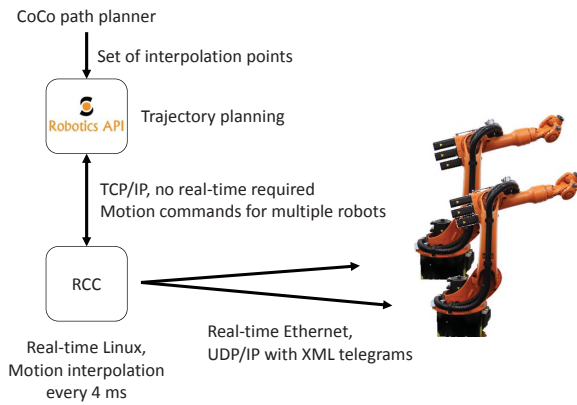 CoCo path planner
Set of interpolation points
Robotics API
Trajectory planning
TCP/IP, no real-time required
Motion commands for multiple robots
RCC
Real-time Ethernet,
UDP/IP with XML telegrams
Real-time Linux,
Motion interpolation
every 4 ms